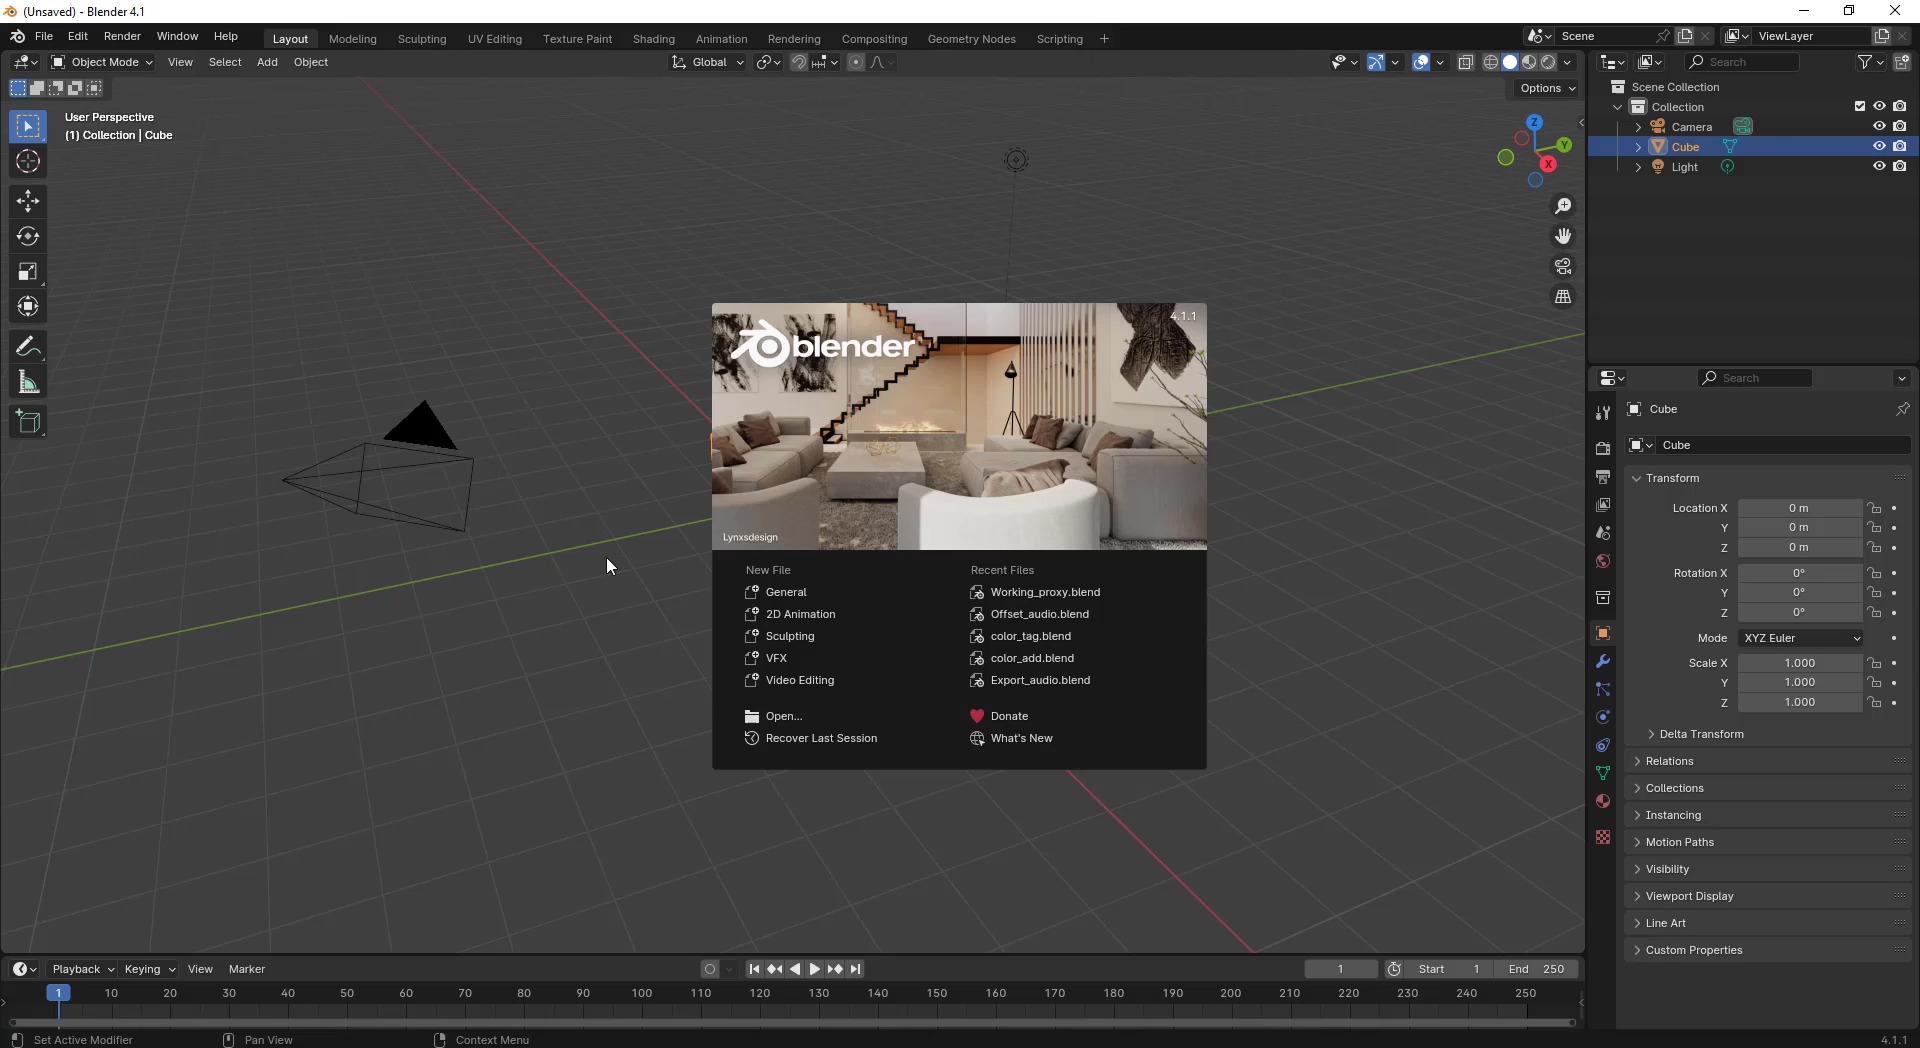 (Unsaved) - Blender 4.1
File Edit Render Window Help
Layout Modeling Sculpting UV Editing Texture Paint Shading Animation Rendering Compositing Geometry Nodes Scripting +
Scene
ViewLayer
Object Mode View Select Add Object
Global
Search
Options
User Perspective
(1) Collection | Cube
Z
Y
X
Scene Collection
Collection
Camera
Cube
Light
4.1.1
blender
Lynxsdesign
New File
General
2D Animation
Sculpting
VFX
Video Editing
Open...
Recover Last Session
Recent Files
Working_proxy.blend
Offset_audio.blend
color_tag.blend
color_add.blend
Export_audio.blend
Donate
What's New
Search
Cube
Cube
Transform
Location X 0 m
Y 0 m
Z 0 m
Rotation X 0°
Y 0°
Z 0°
Mode XYZ Euler
Scale X 1.000
Y 1.000
Z 1.000
Delta Transform
Relations
Collections
Instancing
Motion Paths
Visibility
Viewport Display
Line Art
Custom Properties
Playback Keying View Marker
1 Start 1 End 250
1 10 20 30 40 50 60 70 80 90 100 110 120 130 140 150 160 170 180 190 200 210 220 230 240 250
Set Active Modifier Pan View Context Menu
4.1.1